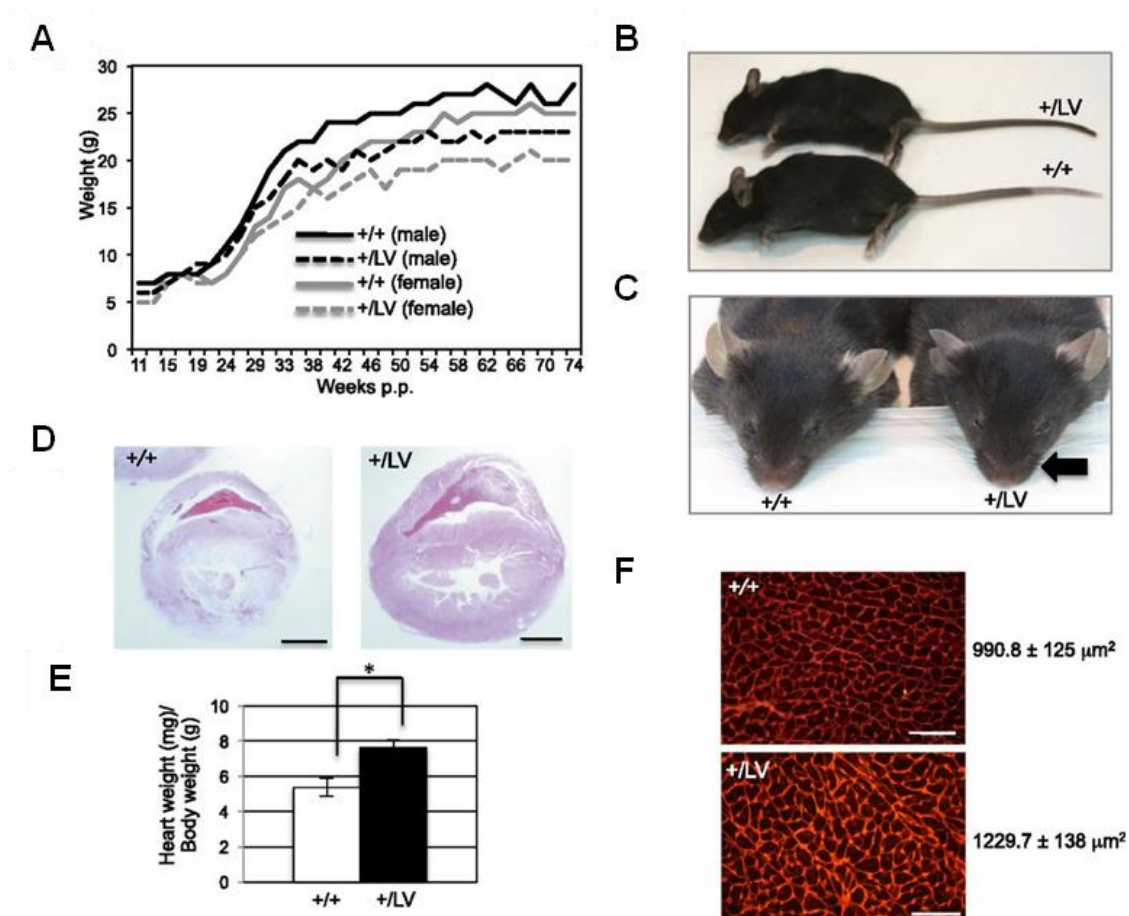 A
30
25
20
15
10
5
0
Weight (g)
11 15 19 24 29 33 38 42 46 50 54 58 62 66 70 74
Weeks p.p.
+/+ (male)
+/LV (male)
+/+ (female)
+/LV (female)
B
+/LV
+/+
C
+/+
+/LV
D
+/+
+/LV
E
*
10
8
6
4
2
0
Heart weight (mg)/
Body weight (g)
+/+
+/LV
F
+/+
990.8 ± 125 μm²
+/LV
1229.7 ± 138 μm²